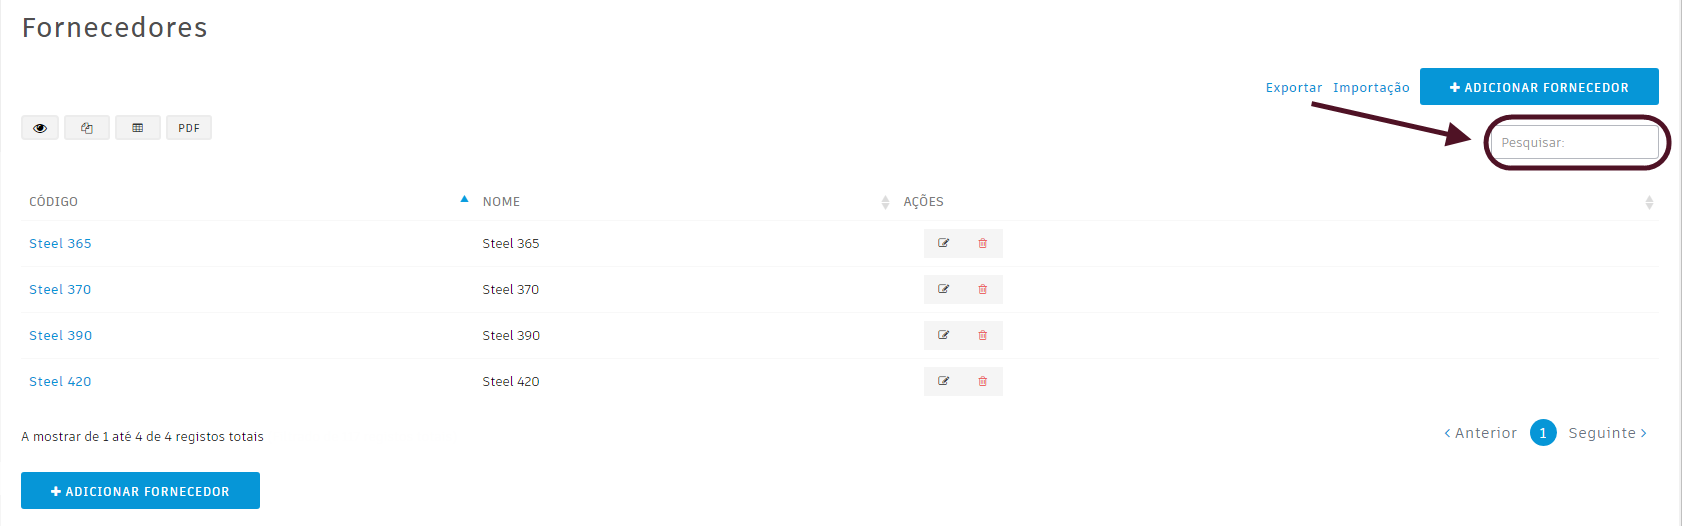 Fornecedores
Exportar Importação ADICIONAR FORNECEDOR
PDF
Pesquisar:
CÓDIGO NOME AÇÕES
Steel 365 Steel 365
Steel 370 Steel 370
Steel 390 Steel 390
Steel 420 Steel 420
A mostrar de 1 até 4 de 4 registos totais
Anterior 1 Seguinte
ADICIONAR FORNECEDOR